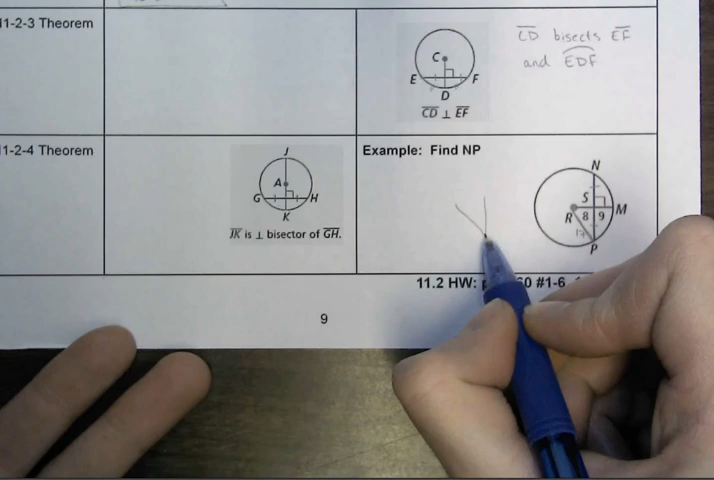 11-2-3 Theorem
C
E
F
D
CD ⊥ EF
CD bisects EF
and EDF
11-2-4 Theorem
J
A
G
H
K
JK is ⊥ bisector of GH.
Example: Find NP
N
S
R
8
9
M
17
P
11.2 HW:
60 #1-6
9